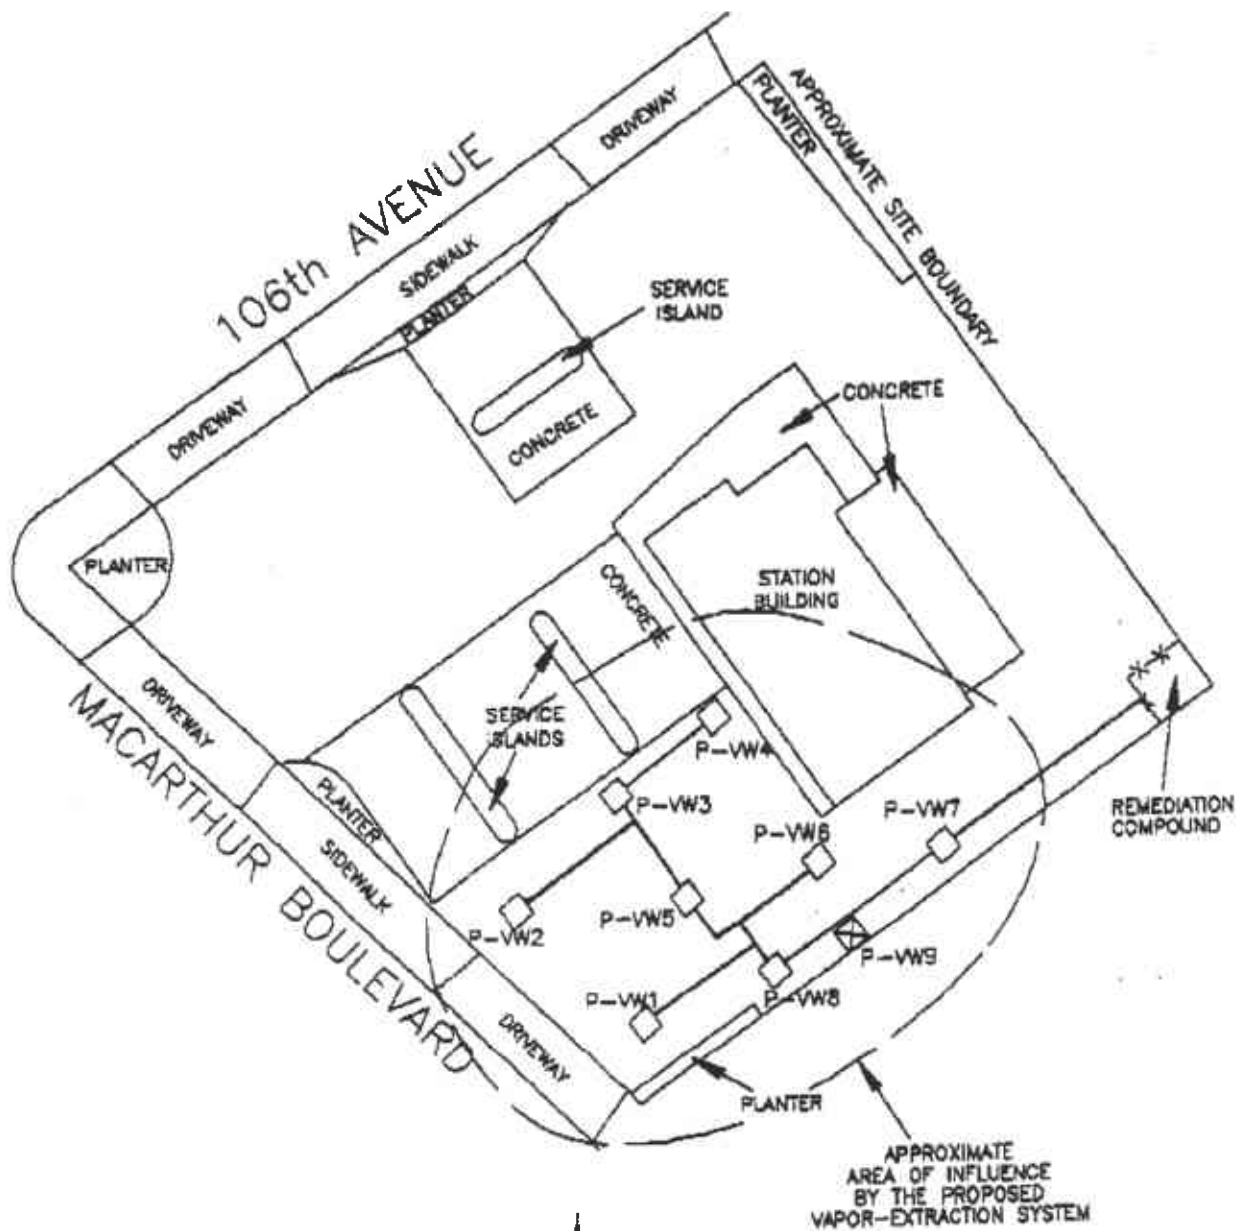 106th AVENUE
DRIVEWAY
SIDEWALK
PLANTER
DRIVEWAY
PLANTER
APPROXIMATE SITE BOUNDARY
SERVICE
ISLAND
CONCRETE
CONCRETE
PLANTER
CONCRETE
STATION
BUILDING
MACARTHUR BOULEVARD
DRIVEWAY
SERVICE
ISLANDS
PLANTER
SIDEWALK
DRIVEWAY
P-VW4
P-VW3
P-VW7
P-VW6
REMEDIATION
COMPOUND
P-VW5
P-VW2
P-VW9
P-VW1
P-VW8
PLANTER
APPROXIMATE
AREA OF INFLUENCE
BY THE PROPOSED
VAPOR-EXTRACTION SYSTEM